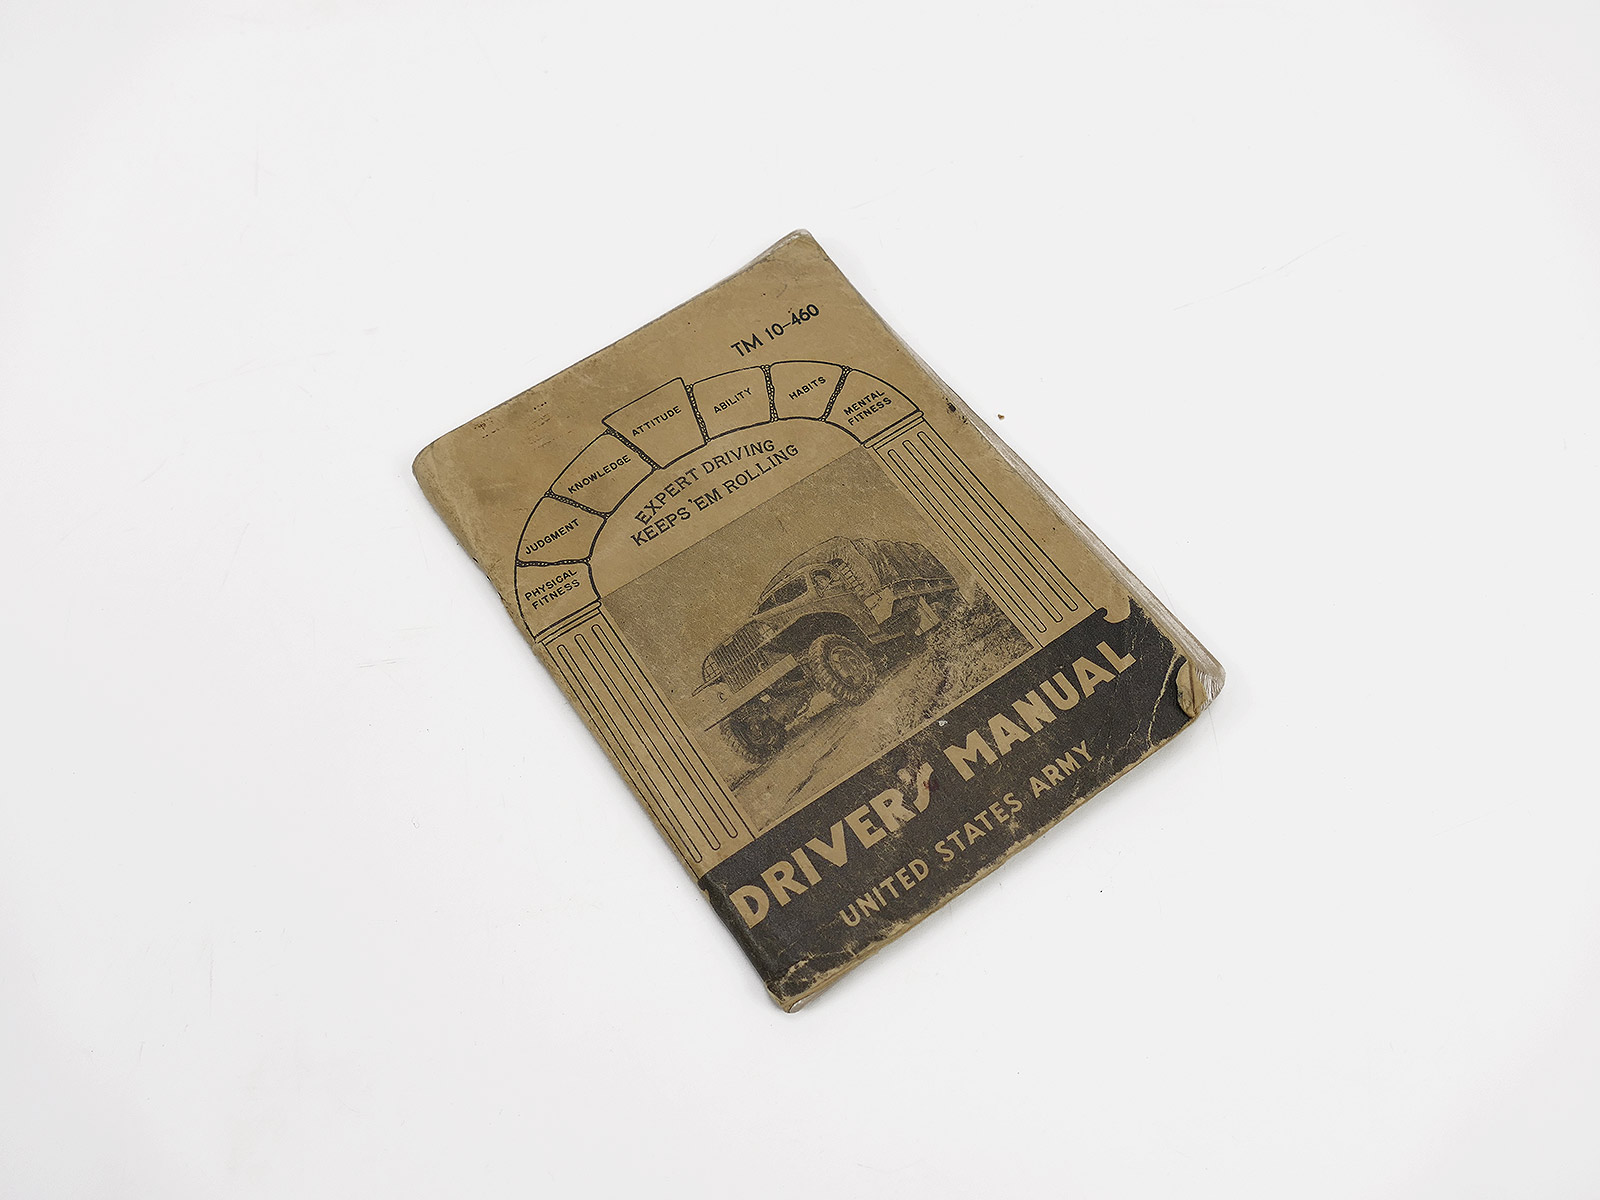 TM 10-460
PHYSICAL
FITNESS
JUDGMENT
KNOWLEDGE
ATTITUDE
ABILITY
HABITS
MENTAL
FITNESS
EXPERT DRIVING
KEEPS 'EM ROLLING
DRIVER'S MANUAL
UNITED STATES ARMY